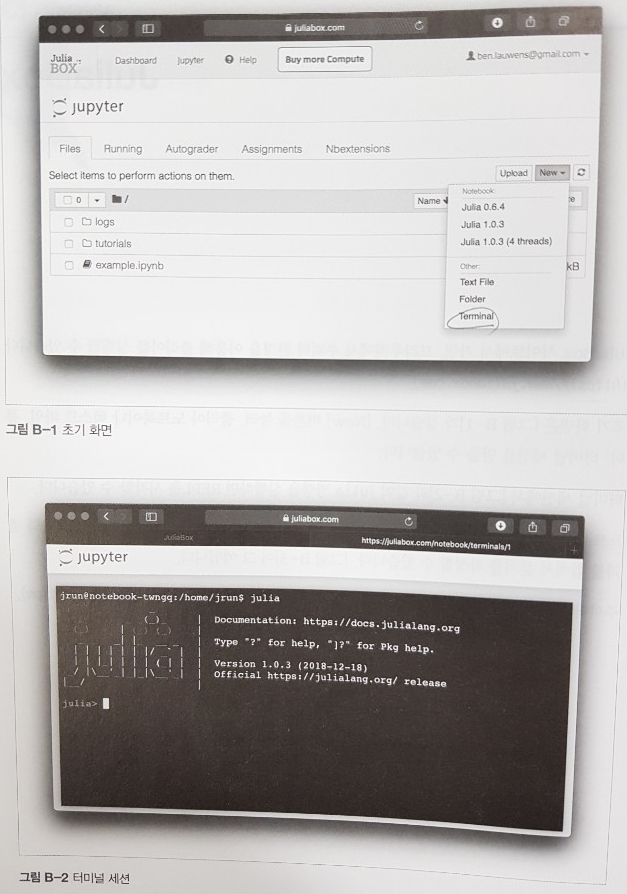 juliabox.com
Julia
BOX
Dashboard Jupyter Help Buy more Compute ben.lauwens@gmail.com
jupyter
Files Running Autograder Assignments Nbextensions
Select items to perform actions on them.
Upload New
0 / Name
Notebook:
Julia 0.6.4
Julia 1.0.3
Julia 1.0.3 (4 threads)
Other:
Text File
Folder
Terminal
logs
tutorials
example.ipynb kB
그림 B-1 초기 화면
juliabox.com
JuliaBox https://juliabox.com/notebook/terminals/1
jupyter
jrun@notebook-twngq:/home/jrun$ julia
Documentation: https://docs.julialang.org
Type "?" for help, "]?" for Pkg help.
Version 1.0.3 (2018-12-18)
Official https://julialang.org/ release
julia>
그림 B-2 터미널 세션